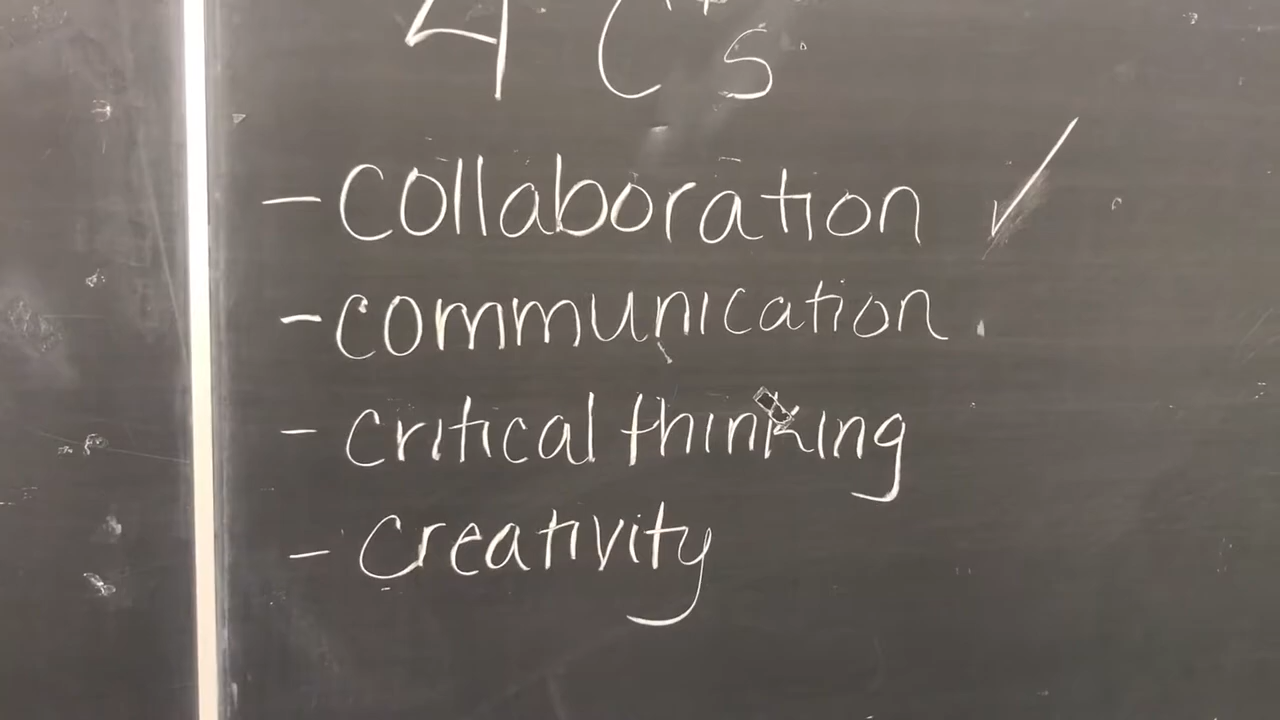 4 C's
- Collaboration ✓
- Communication
- Critical thinking
- Creativity